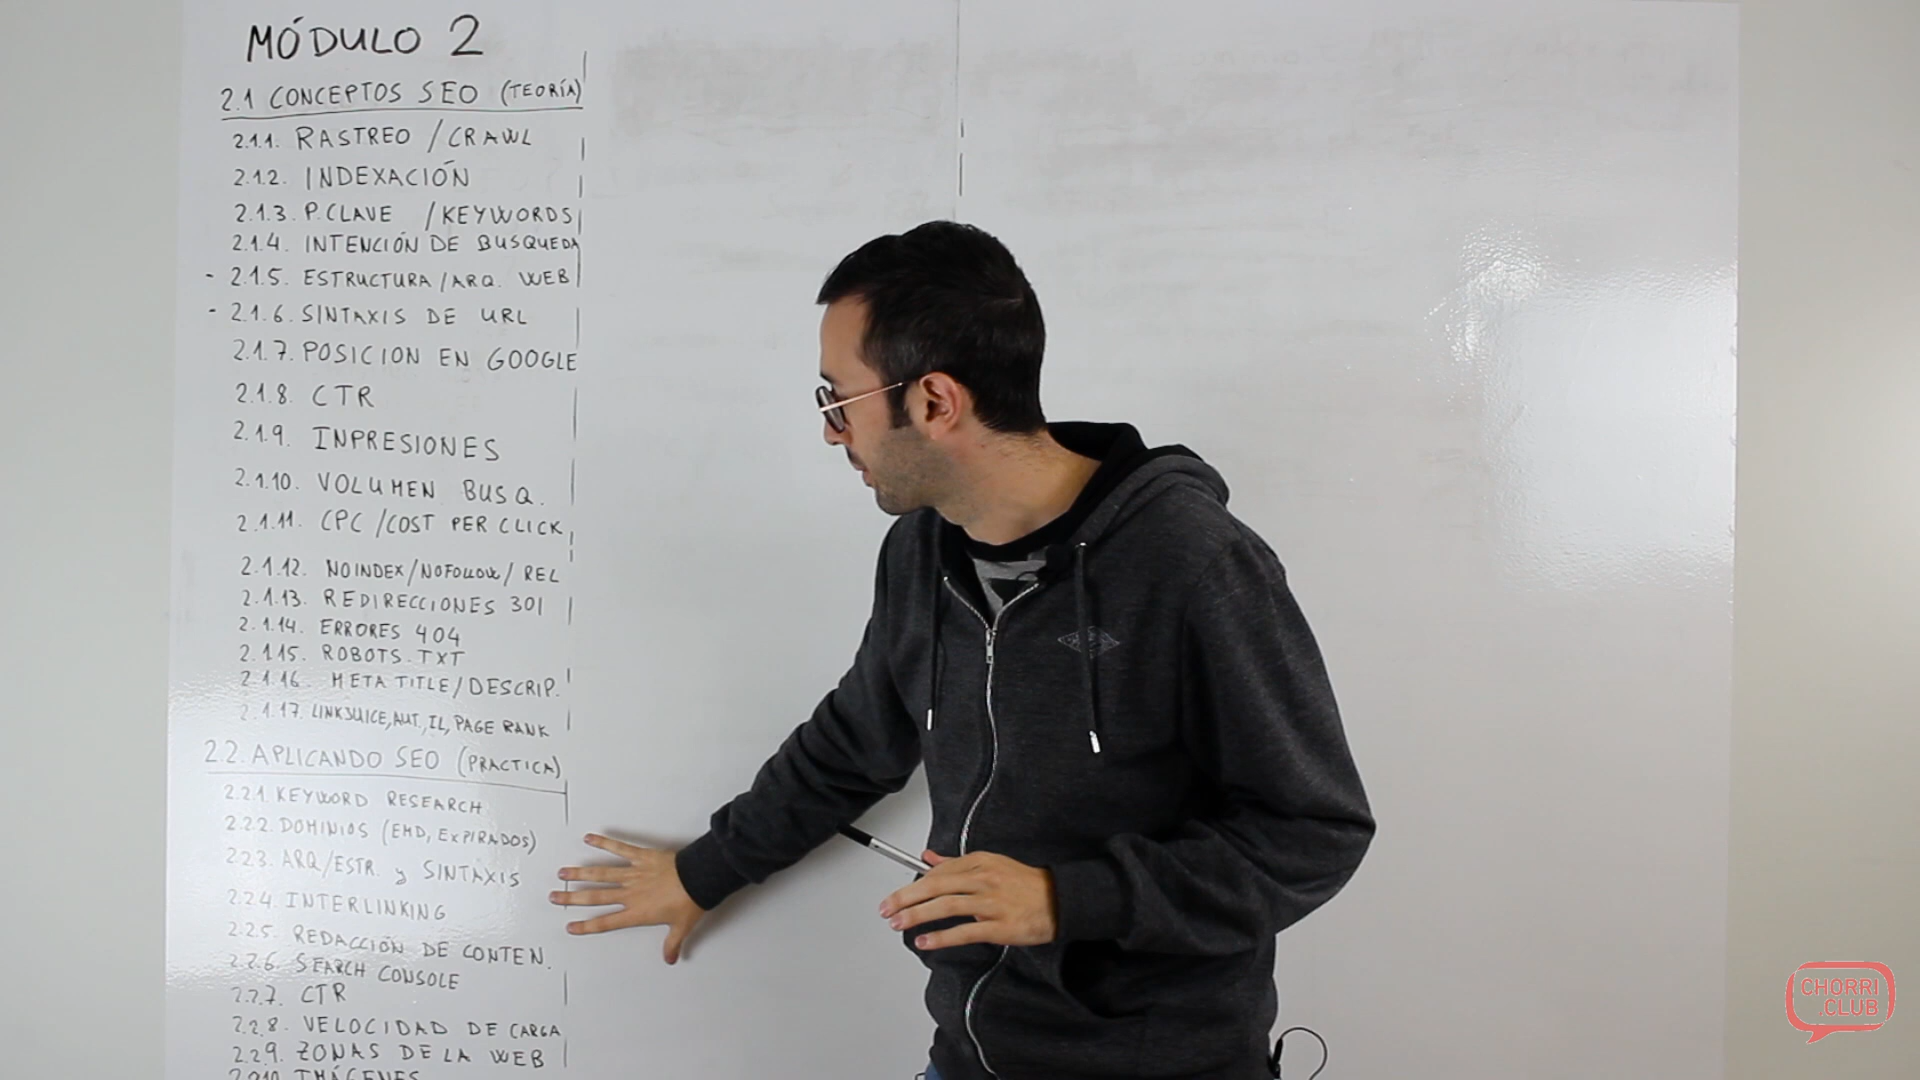 MÓDULO 2
2.1 CONCEPTOS SEO (TEORÍA)
2.1.1. RASTREO / CRAWL
2.1.2. INDEXACIÓN
2.1.3. P.CLAVE / KEYWORDS
2.1.4. INTENCIÓN DE BUSQUEDA
- 2.1.5. ESTRUCTURA / ARQ. WEB
- 2.1.6. SINTAXIS DE URL
2.1.7. POSICION EN GOOGLE
2.1.8. CTR
2.1.9. INPRESIONES
2.1.10. VOLUMEN BUSQ.
2.1.11. CPC / COST PER CLICK
2.1.12. NOINDEX/NOFOLLOW/ REL
2.1.13. REDIRECCIONES 301
2.1.14. ERRORES 404
2.1.15. ROBOTS.TXT
2.1.16. META TITLE/DESCRIP.
2.1.17. LINKJUICE, AUT., IL, PAGE RANK
2.2. APLICANDO SEO (PRACTICA)
2.2.1. KEYWORD RESEARCH
2.2.2. DOMINIOS (EMD, EXPIRADOS)
2.2.3. ARQ/ESTR. y SINTAXIS
2.2.4. INTERLINKING
2.2.5. REDACCIÓN DE CONTEN.
2.2.6. SEARCH CONSOLE
2.2.7. CTR
2.2.8. VELOCIDAD DE CARGA
2.2.9. ZONAS DE LA WEB
2.2.10. IMÁGENES
CHORRI
.CLUB